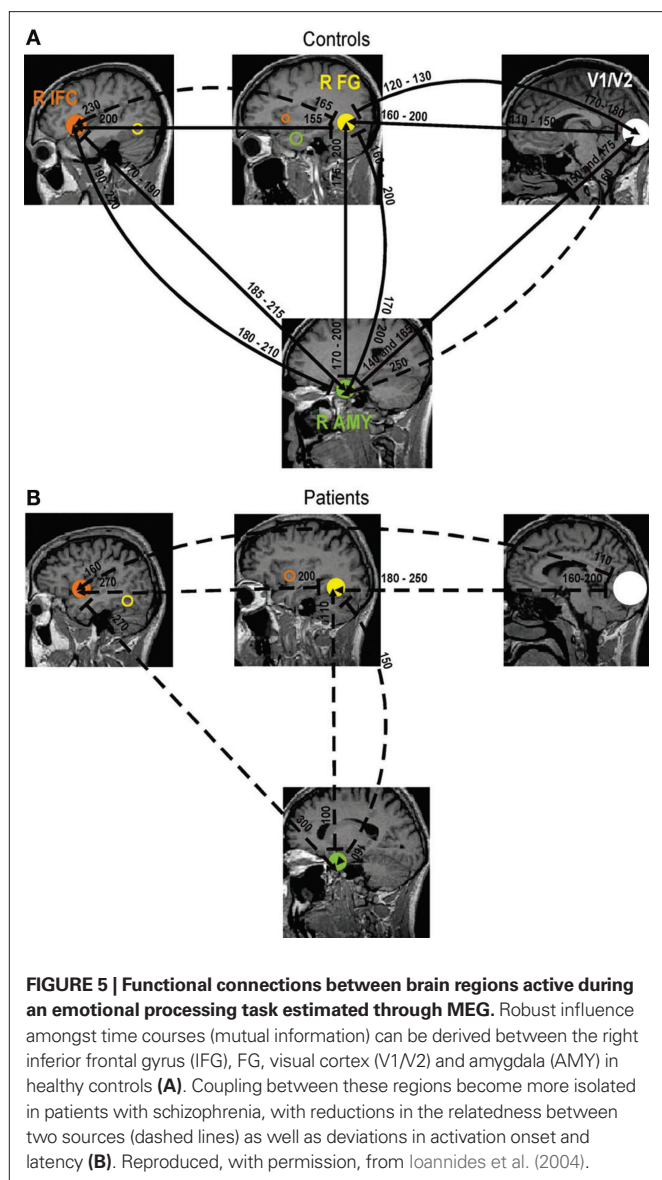 A
Controls
R IFC
R FG
V1/V2
230
200
165
155
120-130
160 - 200
170-180
110 - 150
150 and 175
160
190 - 220
170 - 190
175 - 200
160 - 200
185 - 215
180 - 210
170 - 200
170 - 200
140 and 165
250
R AMY
B
Patients
160
270
270
200
110
180 - 250
160-200
110
150
300
100
160
FIGURE 5 | Functional connections between brain regions active during
an emotional processing task estimated through MEG. Robust influence
amongst time courses (mutual information) can be derived between the right
inferior frontal gyrus (IFG), FG, visual cortex (V1/V2) and amygdala (AMY) in
healthy controls (A). Coupling between these regions become more isolated
in patients with schizophrenia, with reductions in the relatedness between
two sources (dashed lines) as well as deviations in activation onset and
latency (B). Reproduced, with permission, from Ioannides et al. (2004).